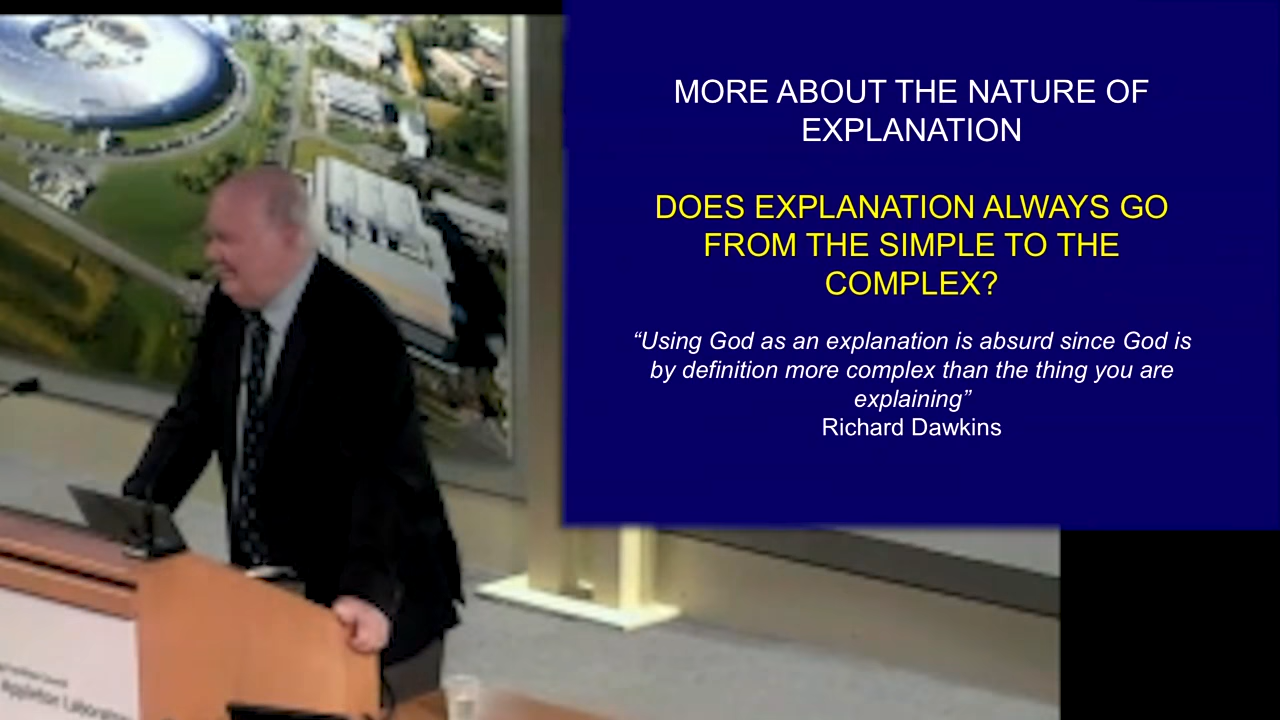 MORE ABOUT THE NATURE OF
EXPLANATION
DOES EXPLANATION ALWAYS GO
FROM THE SIMPLE TO THE
COMPLEX?
“Using God as an explanation is absurd since God is
by definition more complex than the thing you are
explaining”
Richard Dawkins
Appleton Laboratory